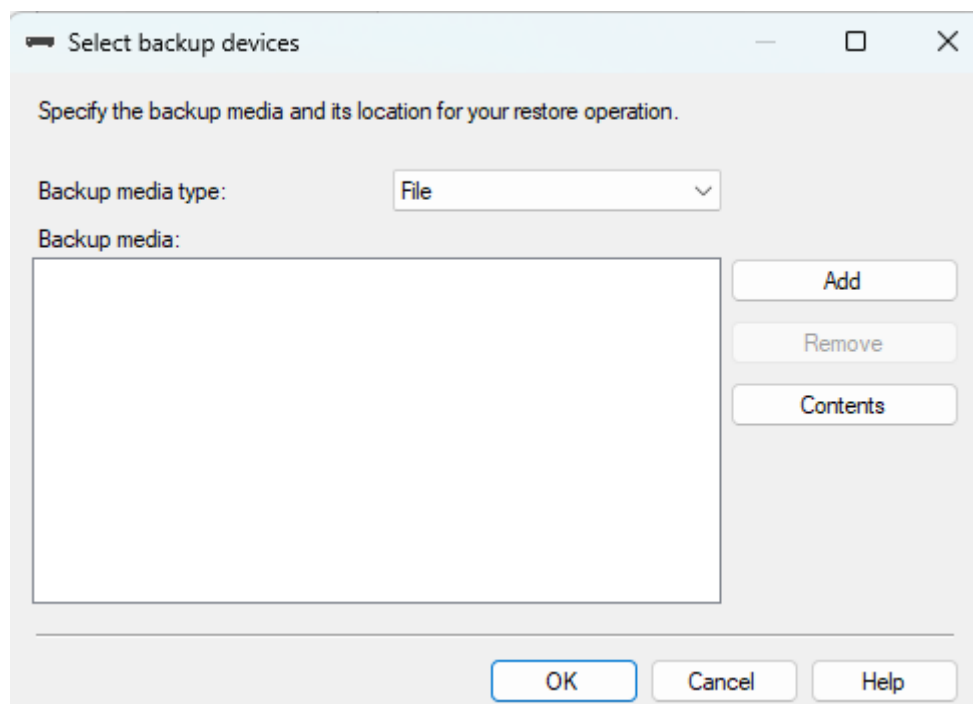 Select backup devices
Specify the backup media and its location for your restore operation.
Backup media type: File
Backup media:
Add
Remove
Contents
OK Cancel Help